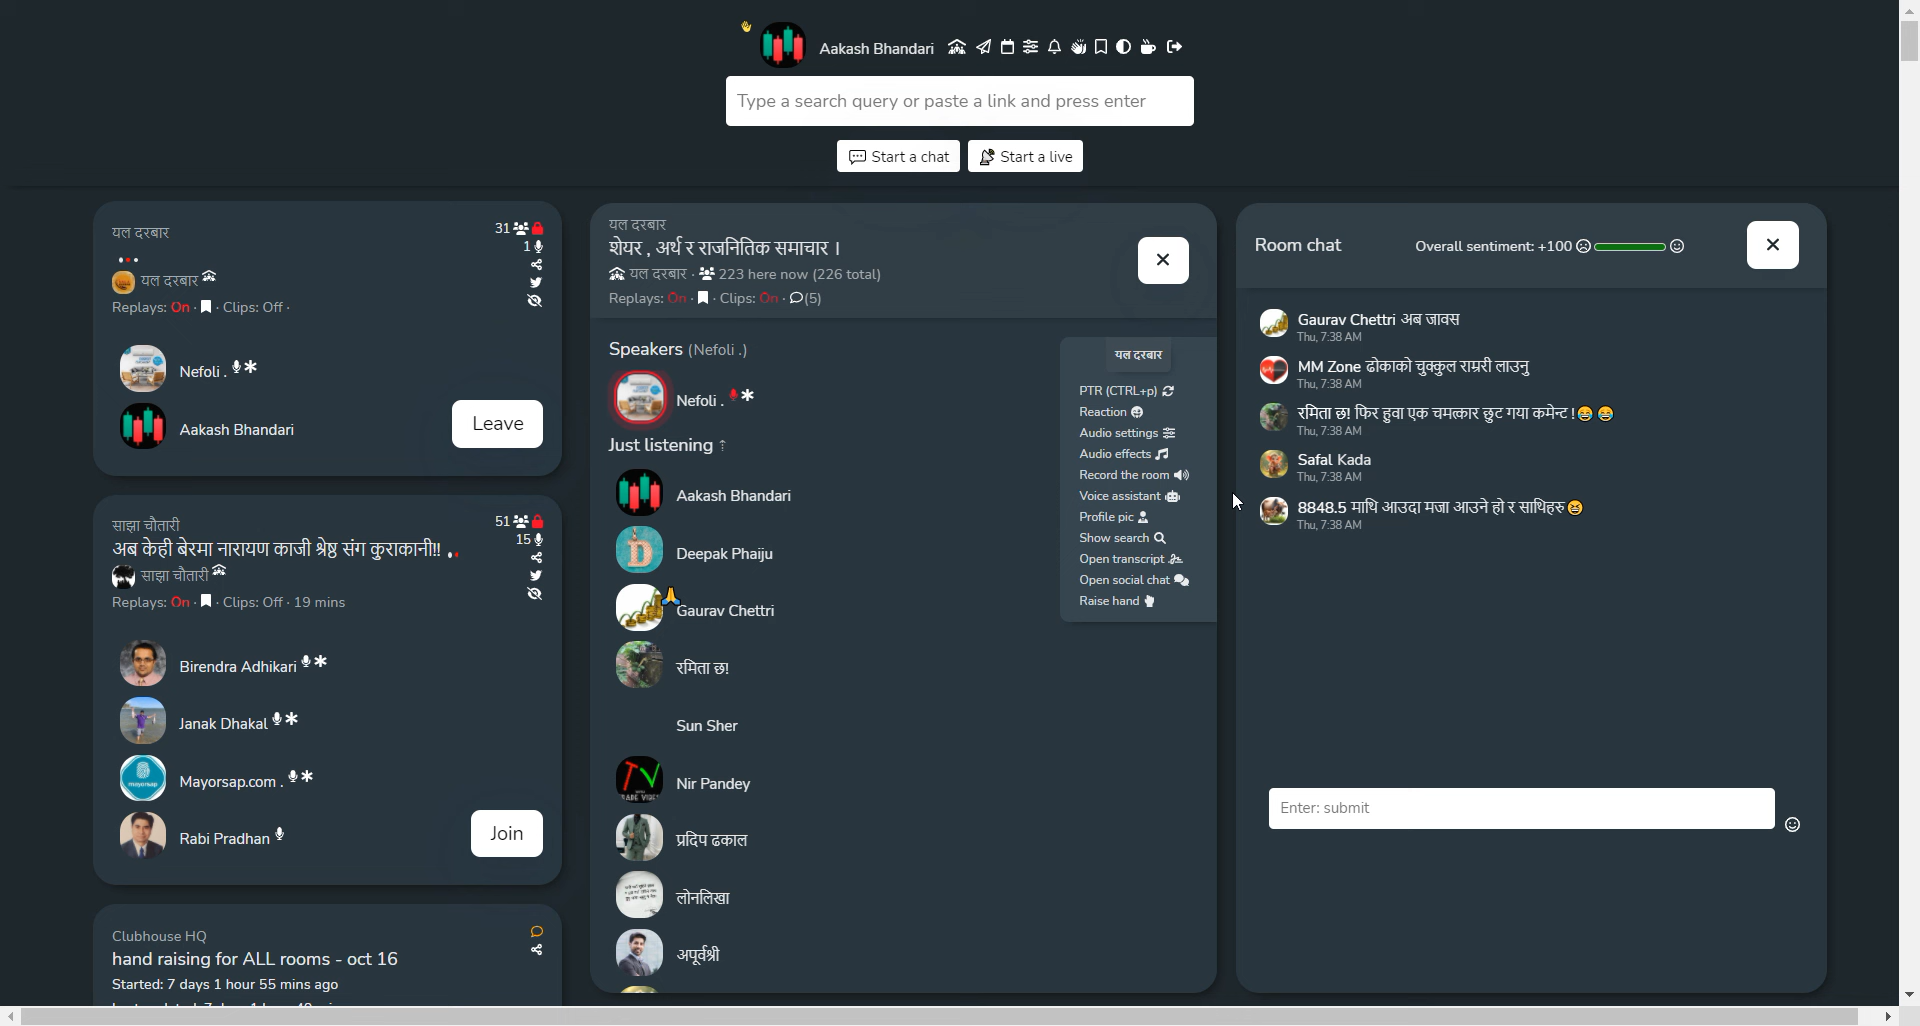 Aakash Bhandari
Type a search query or paste a link and press enter
Start a chat
Start a live
यल दरबार
31
1
यल दरबार
Replays: On · Clips: Off ·
Nefoli .
Aakash Bhandari
Leave
साझा चौतारी
51
अब केही बेरमा नारायण काजी श्रेष्ठ संग कुराकानी!!
15
साझा चौतारी
Replays: On · Clips: Off · 19 mins
Birendra Adhikari
Janak Dhakal
Mayorsap.com .
mayorsap
Rabi Pradhan
Join
Clubhouse HQ
hand raising for ALL rooms - oct 16
Started: 7 days 1 hour 55 mins ago
यल दरबार
शेयर , अर्थ र राजनितिक समाचार ।
यल दरबार · 223 here now (226 total)
Replays: On · Clips: On · (5)
Speakers (Nefoli .)
Nefoli .
Just listening
Aakash Bhandari
Deepak Phaiju
Gaurav Chettri
रमिता छ!
Sun Sher
Nir Pandey
प्रदिप ढकाल
लोनलिखा
अपूर्वश्री
यल दरबार
PTR (CTRL+p)
Reaction
Audio settings
Audio effects
Record the room
Voice assistant
Profile pic
Show search
Open transcript
Open social chat
Raise hand
Room chat
Overall sentiment: +100
Gaurav Chettri अब जावस
Thu, 7:38 AM
MM Zone ढोकाको चुक्कुल राम्ररी लाउनु
Thu, 7:38 AM
रमिता छ! फिर हुवा एक चमत्कार छुट गया कमेन्ट !😂 😂
Thu, 7:38 AM
Safal Kada
Thu, 7:38 AM
8848.5 माथि आउदा मजा आउने हो र साथिहरु😆
Thu, 7:38 AM
Enter: submit